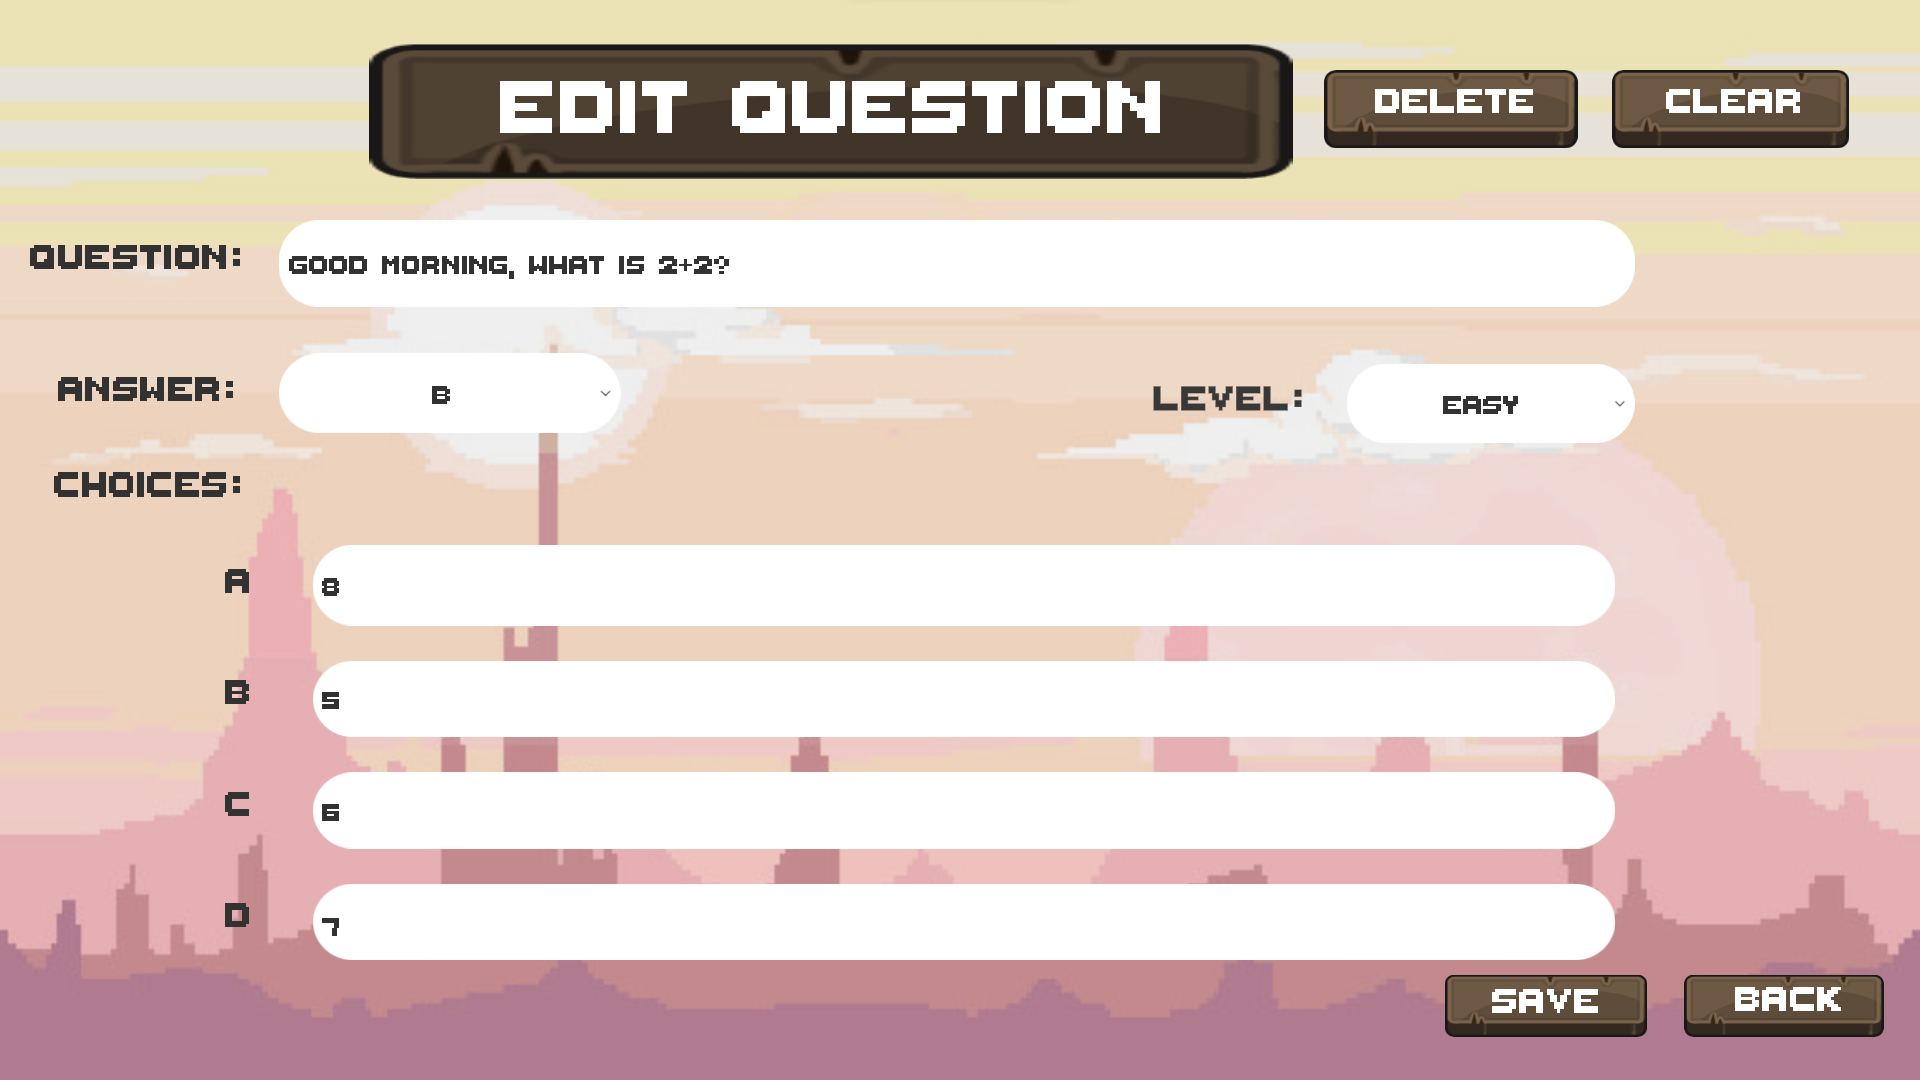 EDIT QUESTION
DELETE
CLEAR
QUESTION:
GOOD MORNING, WHAT IS 2+2?
ANSWER:
B
LEVEL:
EASY
CHOICES:
A
8
B
5
C
6
D
7
SAVE
BACK